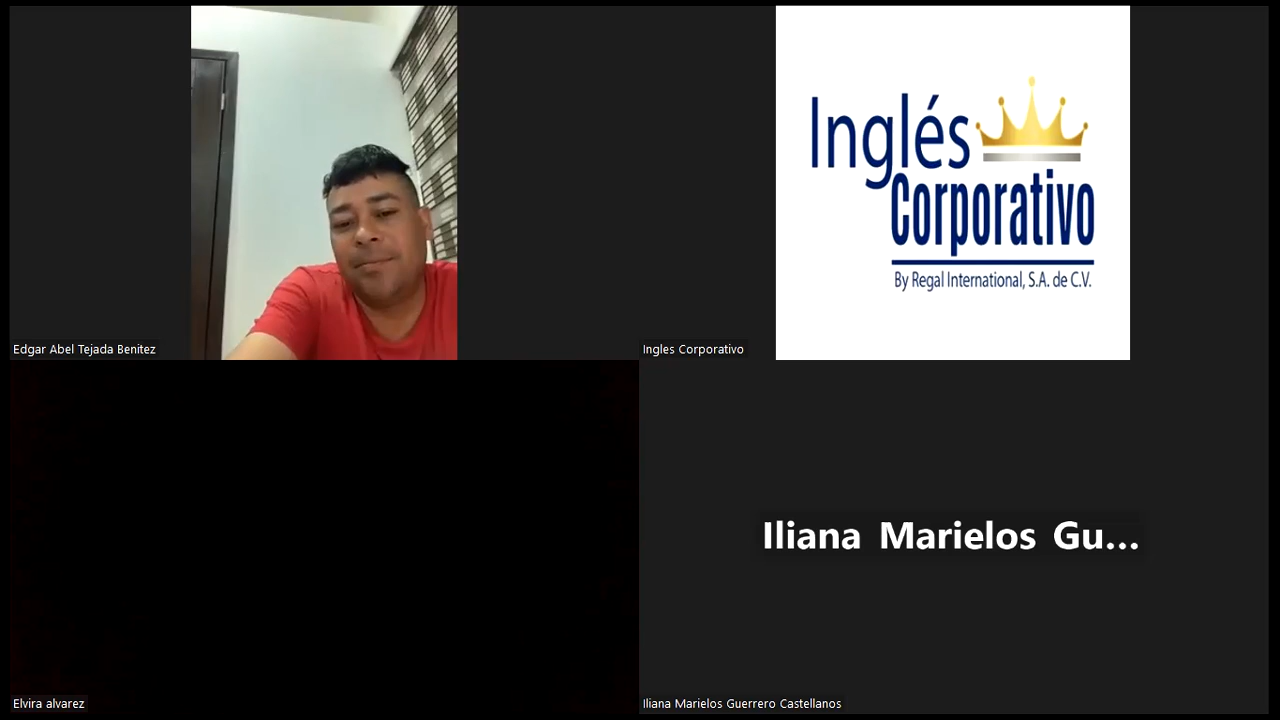 Inglés
Corporativo
By Regal International, S.A. de C.V.
Edgar Abel Tejada Benitez
Ingles Corporativo
Iliana Marielos Gu...
Elvira alvarez
Iliana Marielos Guerrero Castellanos